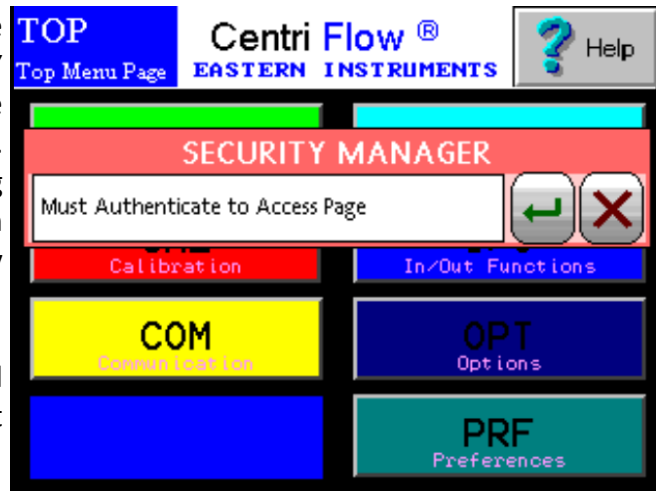 TOP
Top Menu Page
Centri Flow ®
EASTERN INSTRUMENTS
Help
SECURITY MANAGER
Must Authenticate to Access Page
Calibration
In/Out Functions
COM
Communication
OPT
Options
PRF
Preferences